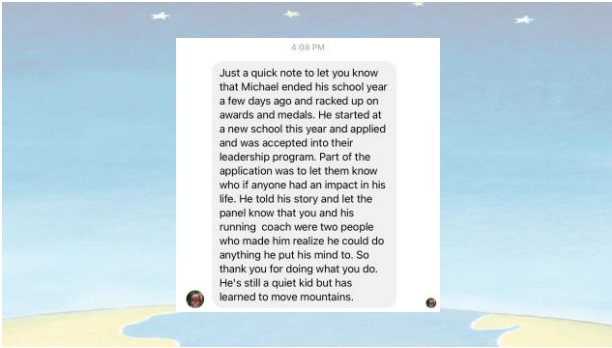 4:08 PM
Just a quick note to let you know
that Michael ended his school year
a few days ago and racked up on
awards and medals. He started at
a new school this year and applied
and was accepted into their
leadership program. Part of the
application was to let them know
who if anyone had an impact in his
life. He told his story and let the
panel know that you and his
running  coach were two people
who made him realize he could do
anything he put his mind to. So
thank you for doing what you do.
He's still a quiet kid but has
learned to move mountains.